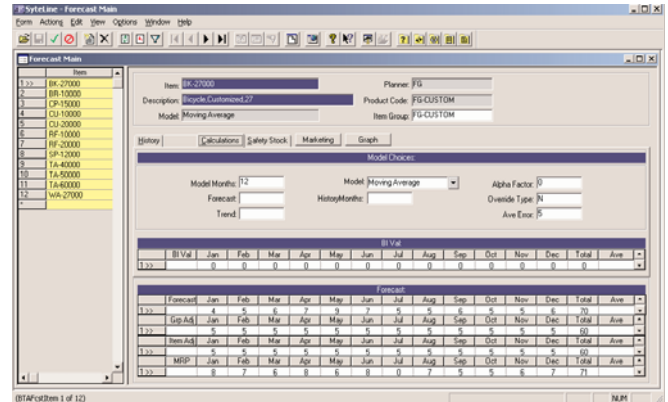 SyteLine - Forecast Main
Form Actions Edit View Options Window Help
Forecast Main
Item
1>> BK-27000
2 BR-10000
3 CP-15000
4 CU-10000
5 CU-20000
6 RF-10000
7 RF-20000
8 SP-12000
9 TA-40000
10 TA-50000
11 TA-60000
12 WA-27000
*
Item: BK-27000 Planner: FG
Description: Bicycle,Customized,27 Product Code: FG-CUSTOM
Model: Moving Average Item Group: FG-CUSTOM
History Calculations Safety Stock Marketing Graph
Model Choices:
Model Months: 12 Model: Moving Average Alpha Factor: 0
Forecast: HistoryMonths: Override Type: N
Trend: Ave Error: 5
BI Val:
BI Val Jan Feb Mar Apr May Jun Jul Aug Sep Oct Nov Dec Total Ave
1>> 0 0 0 0 0 0 0 0 0 0 0 0 0
Forecast:
Forecast Jan Feb Mar Apr May Jun Jul Aug Sep Oct Nov Dec Total Ave
1>> 4 5 6 7 9 7 5 5 6 5 5 6 70
Grp Adj Jan Feb Mar Apr May Jun Jul Aug Sep Oct Nov Dec Total Ave
1>> 5 5 5 5 5 5 5 5 5 5 5 5 60
Item Adj Jan Feb Mar Apr May Jun Jul Aug Sep Oct Nov Dec Total Ave
1>> 5 5 5 5 5 5 5 5 5 5 5 5 60
MRP Jan Feb Mar Apr May Jun Jul Aug Sep Oct Nov Dec Total Ave
1>> 8 7 6 8 6 8 0 7 5 5 6 7 71
(BTAFcstItem 1 of 12) NUM